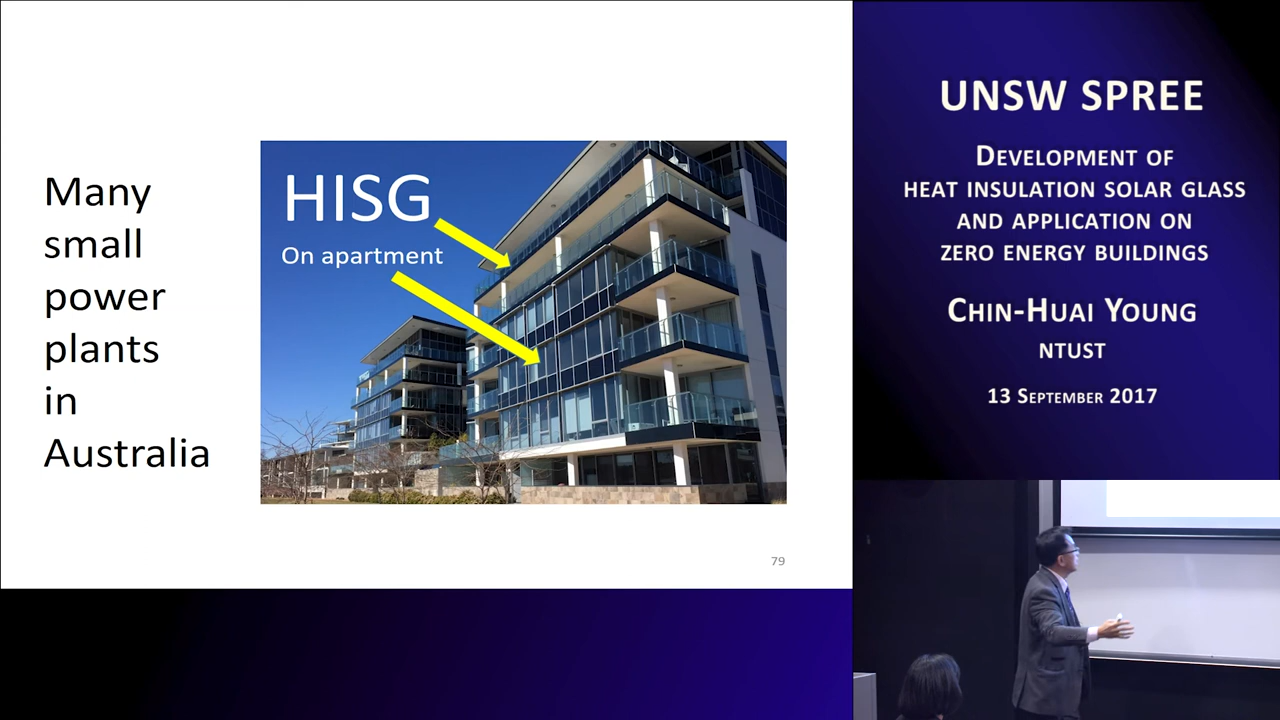 Many
small
power
plants
in
Australia
HISG
On apartment
79
UNSW SPREE
DEVELOPMENT OF
HEAT INSULATION SOLAR GLASS
AND APPLICATION ON
ZERO ENERGY BUILDINGS
CHIN-HUAI YOUNG
NTUST
13 SEPTEMBER 2017